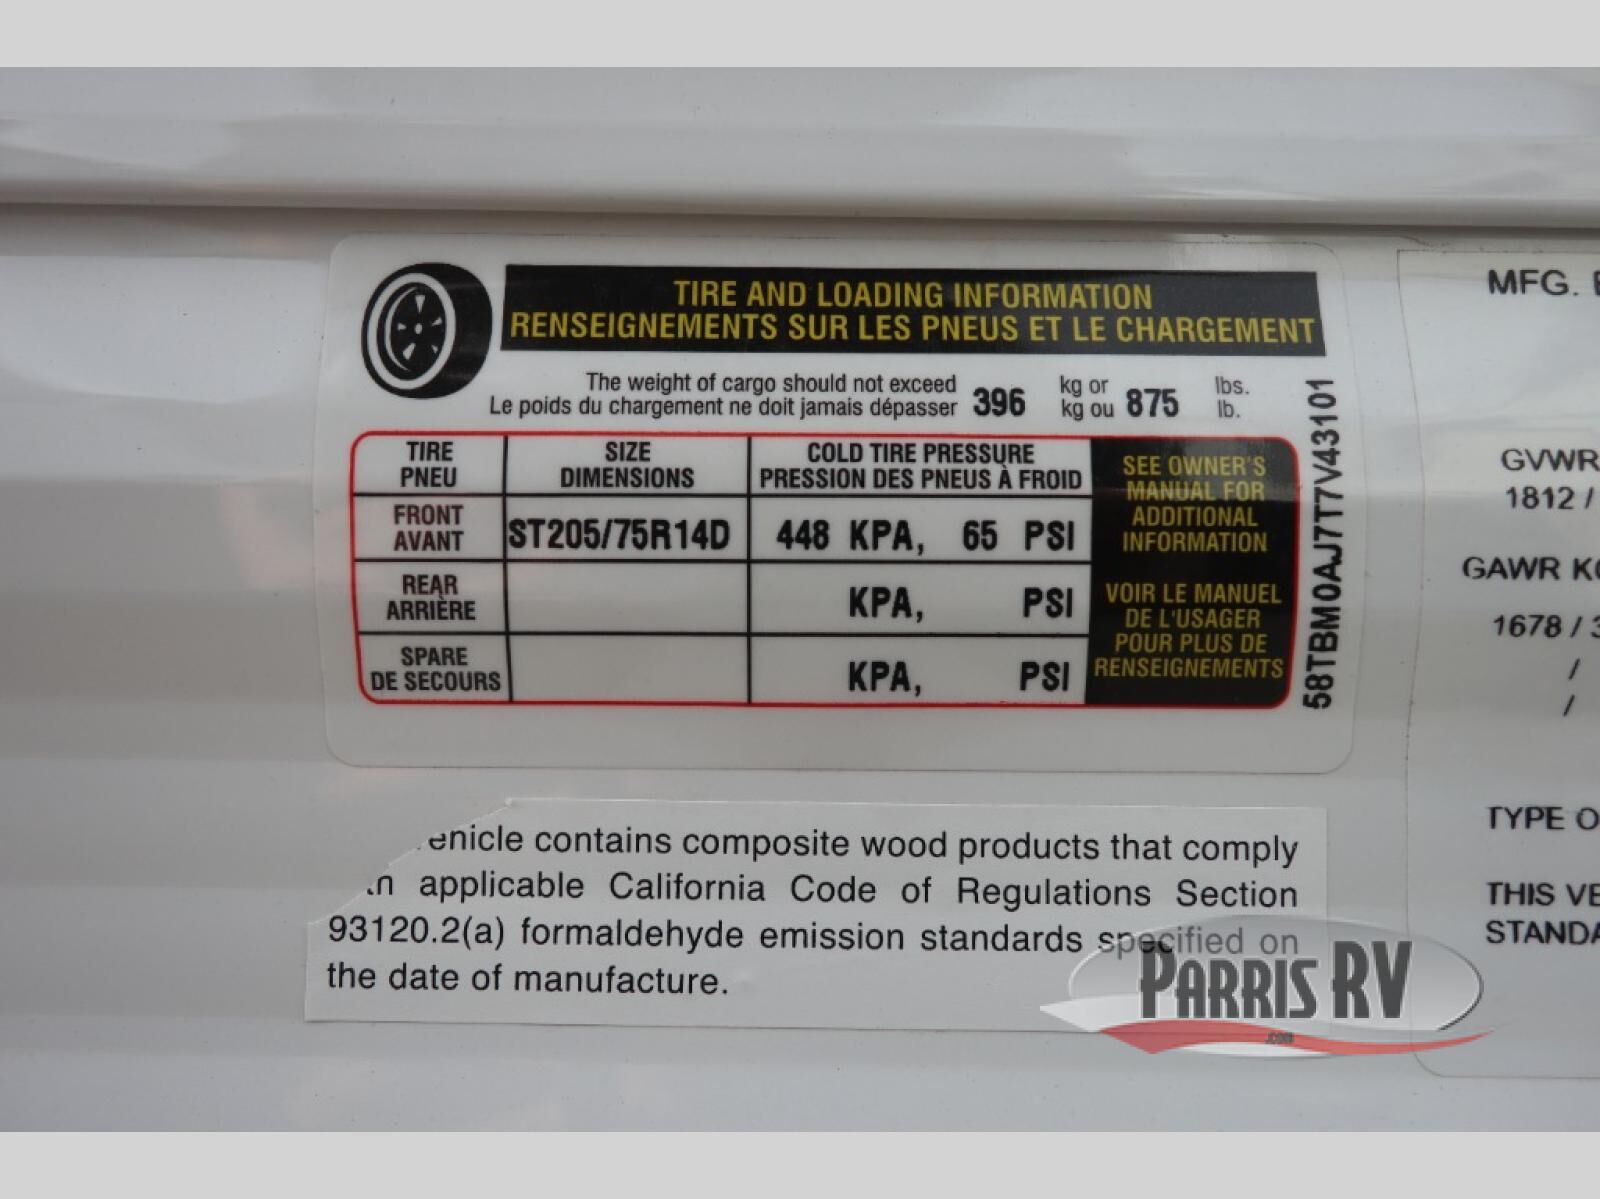 TIRE AND LOADING INFORMATION
RENSEIGNEMENTS SUR LES PNEUS ET LE CHARGEMENT
The weight of cargo should not exceed 396 kg or 875 lbs.
Le poids du chargement ne doit jamais dépasser kg ou lb.
TIRE SIZE COLD TIRE PRESSURE
PNEU DIMENSIONS PRESSION DES PNEUS À FROID
FRONT
AVANT
ST205/75R14D 448 KPA, 65 PSI
REAR
ARRIÈRE
KPA, PSI
SPARE
DE SECOURS
KPA, PSI
SEE OWNER'S
MANUAL FOR
ADDITIONAL
INFORMATION
VOIR LE MANUEL
DE L'USAGER
POUR PLUS DE
RENSEIGNEMENTS
58TBM0AJ7T7V43101
contains composite wood products that comply
applicable California Code of Regulations Section
93120.2(a) formaldehyde emission standards specified on
the date of manufacture.
MFG.
GVWR
1812 /
GAWR
1678 /
/
/
TYPE
THIS
PARRIS RV
.com